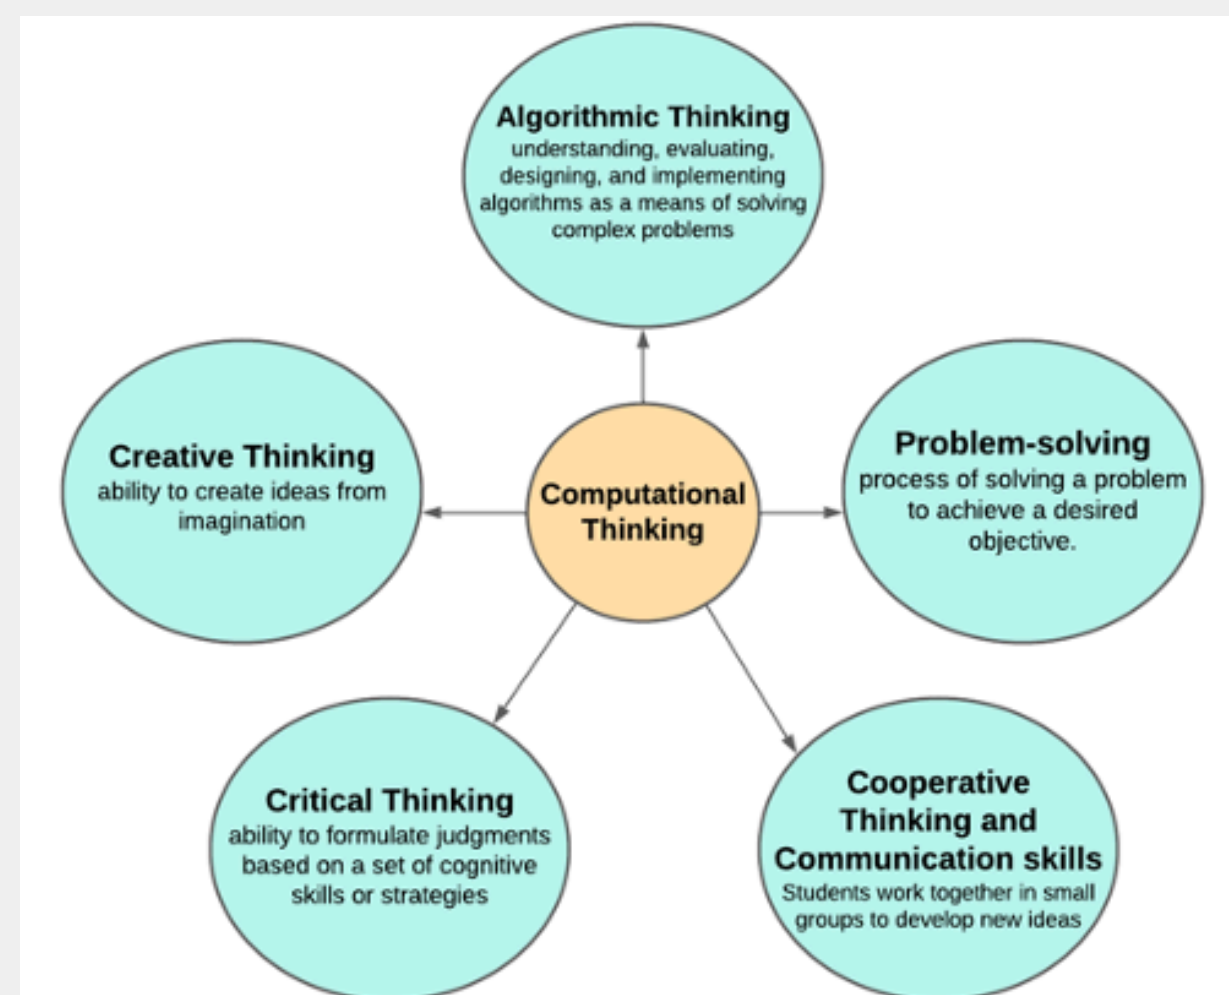 Algorithmic Thinking
understanding, evaluating,
designing, and implementing
algorithms as a means of solving
complex problems
Creative Thinking
ability to create ideas from
imagination
Computational
Thinking
Problem-solving
process of solving a problem
to achieve a desired
objective.
Critical Thinking
ability to formulate judgments
based on a set of cognitive
skills or strategies
Cooperative
Thinking and
Communication skills
Students work together in small
groups to develop new ideas